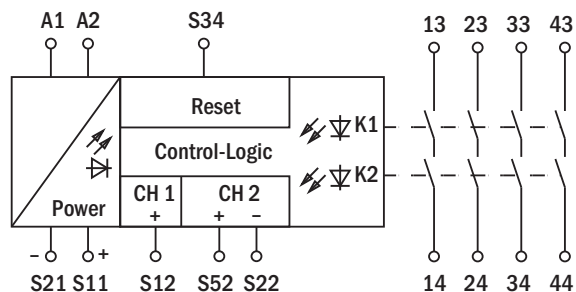 A1 A2 S34 13 23 33 43
Reset
K1
Control-Logic
K2
CH 1 CH 2
+ + –
Power
– +
S21 S11 S12 S52 S22 14 24 34 44